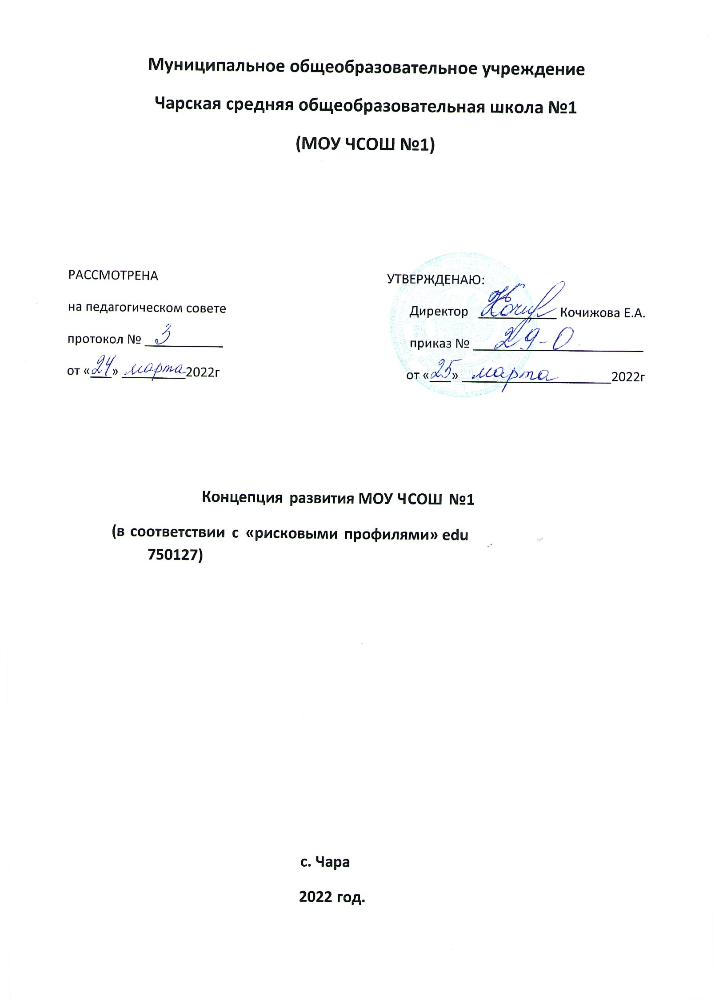 Муниципальное общеобразовательное учреждение
Чарская средняя общеобразовательная школа №1
(МОУ ЧСОШ №1)
РАССМОТРЕНА
на педагогическом совете
протокол № 3
от «24» марта 2022г
УТВЕРЖДЕНАЮ:
Директор Кочижова Е.А.
приказ № 29-О
от «25» марта 2022г
Концепция развития МОУ ЧСОШ №1
(в соответствии с «рисковыми профилями» edu
750127)
с. Чара
2022 год.